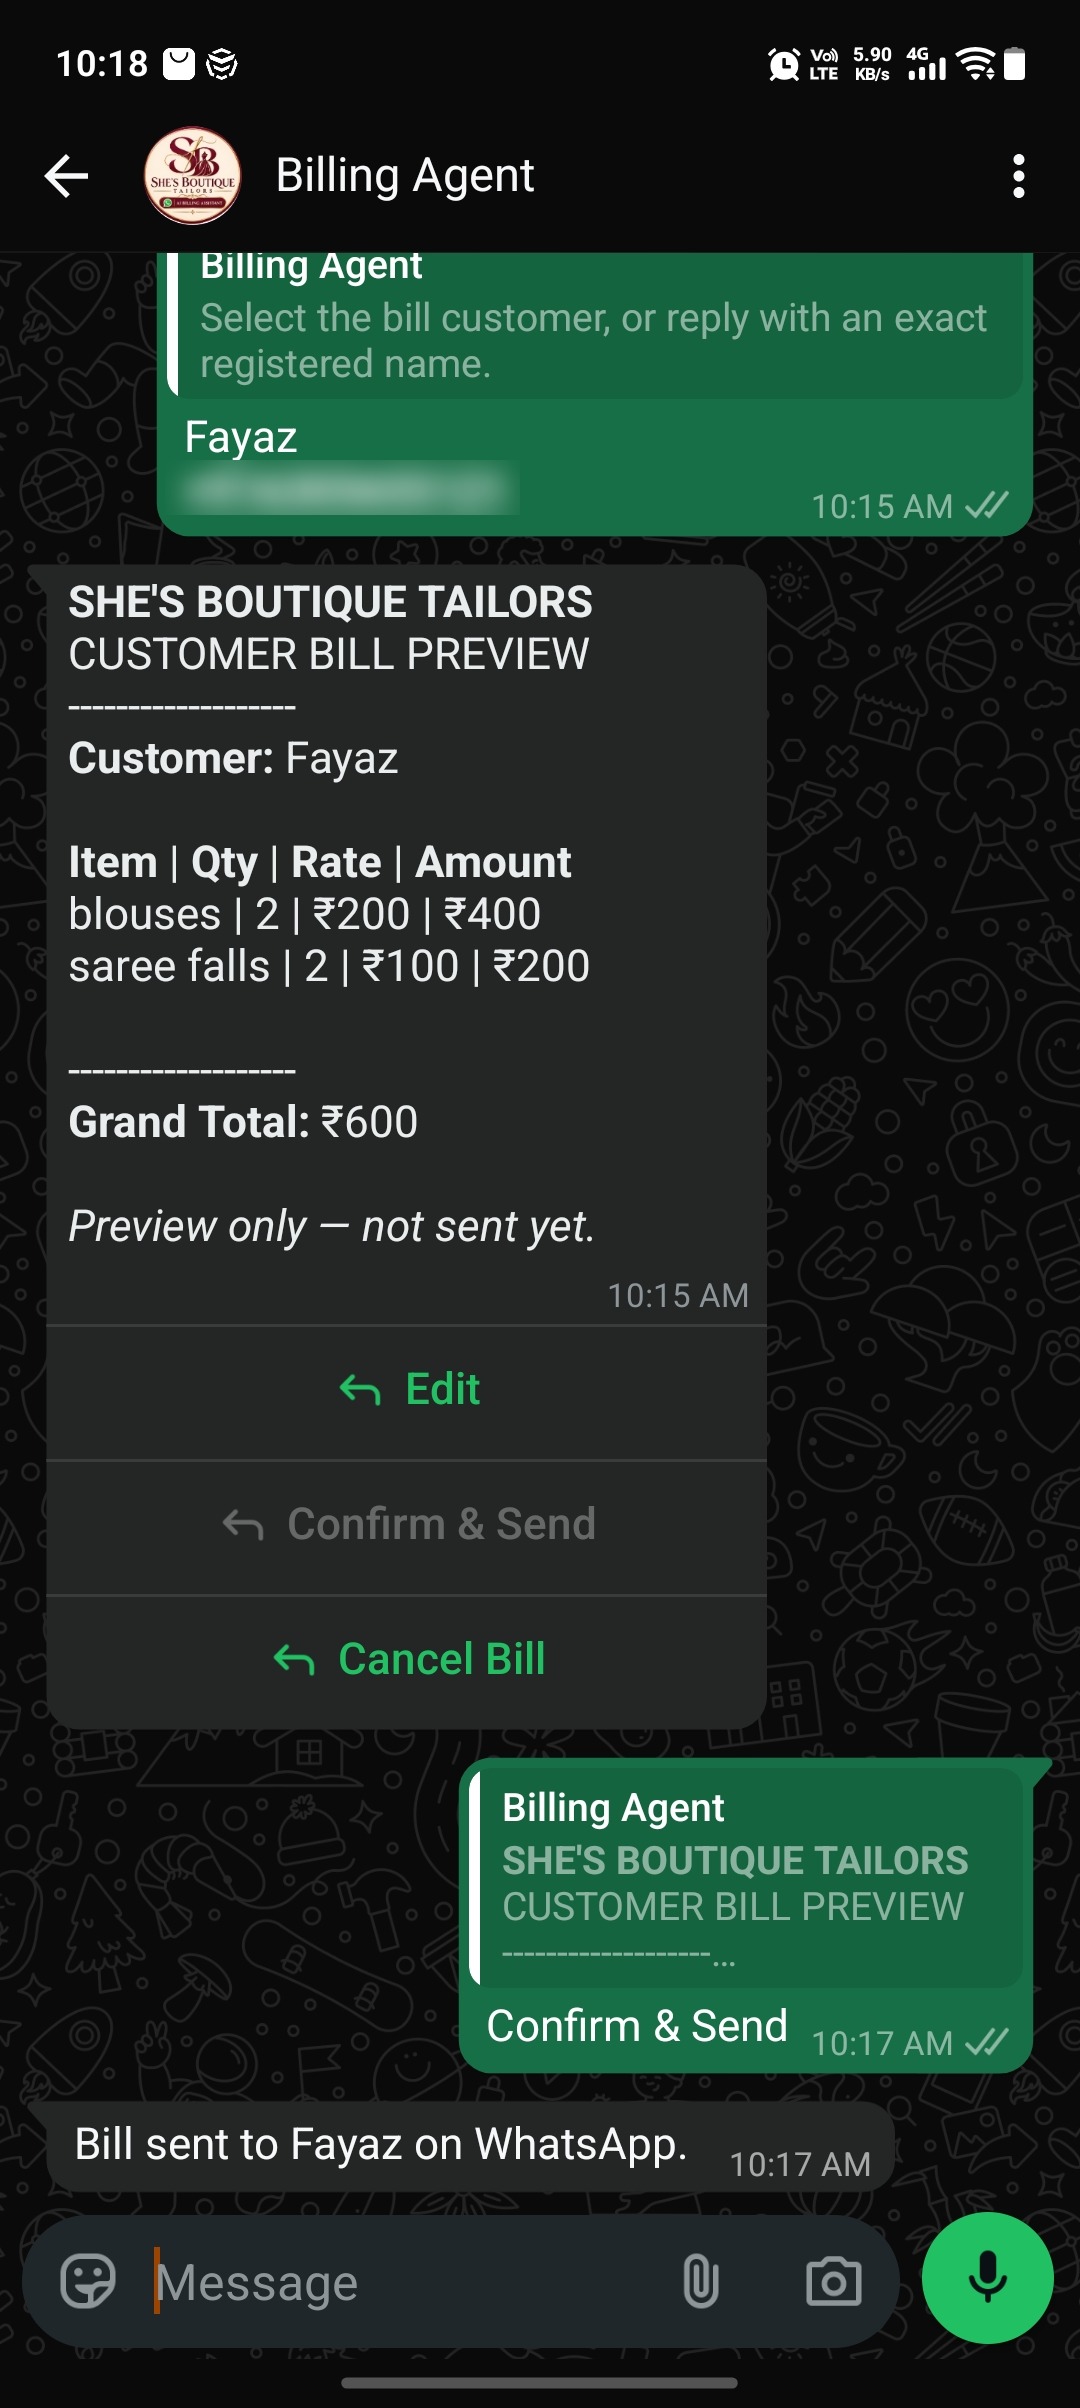 10:18
Vo)) LTE
5.90 KB/s
4G
SB
SHE'S BOUTIQUE
TAILORS
Billing Agent
Billing Agent
Select the bill customer, or reply with an exact
registered name.
Fayaz
10:15 AM
SHE'S BOUTIQUE TAILORS
CUSTOMER BILL PREVIEW
-------------------
Customer: Fayaz
Item | Qty | Rate | Amount
blouses | 2 | ₹200 | ₹400
saree falls | 2 | ₹100 | ₹200
-------------------
Grand Total: ₹600
Preview only — not sent yet.
10:15 AM
Edit
Confirm & Send
Cancel Bill
Billing Agent
SHE'S BOUTIQUE TAILORS
CUSTOMER BILL PREVIEW
-------------------...
Confirm & Send 10:17 AM
Bill sent to Fayaz on WhatsApp. 10:17 AM
Message